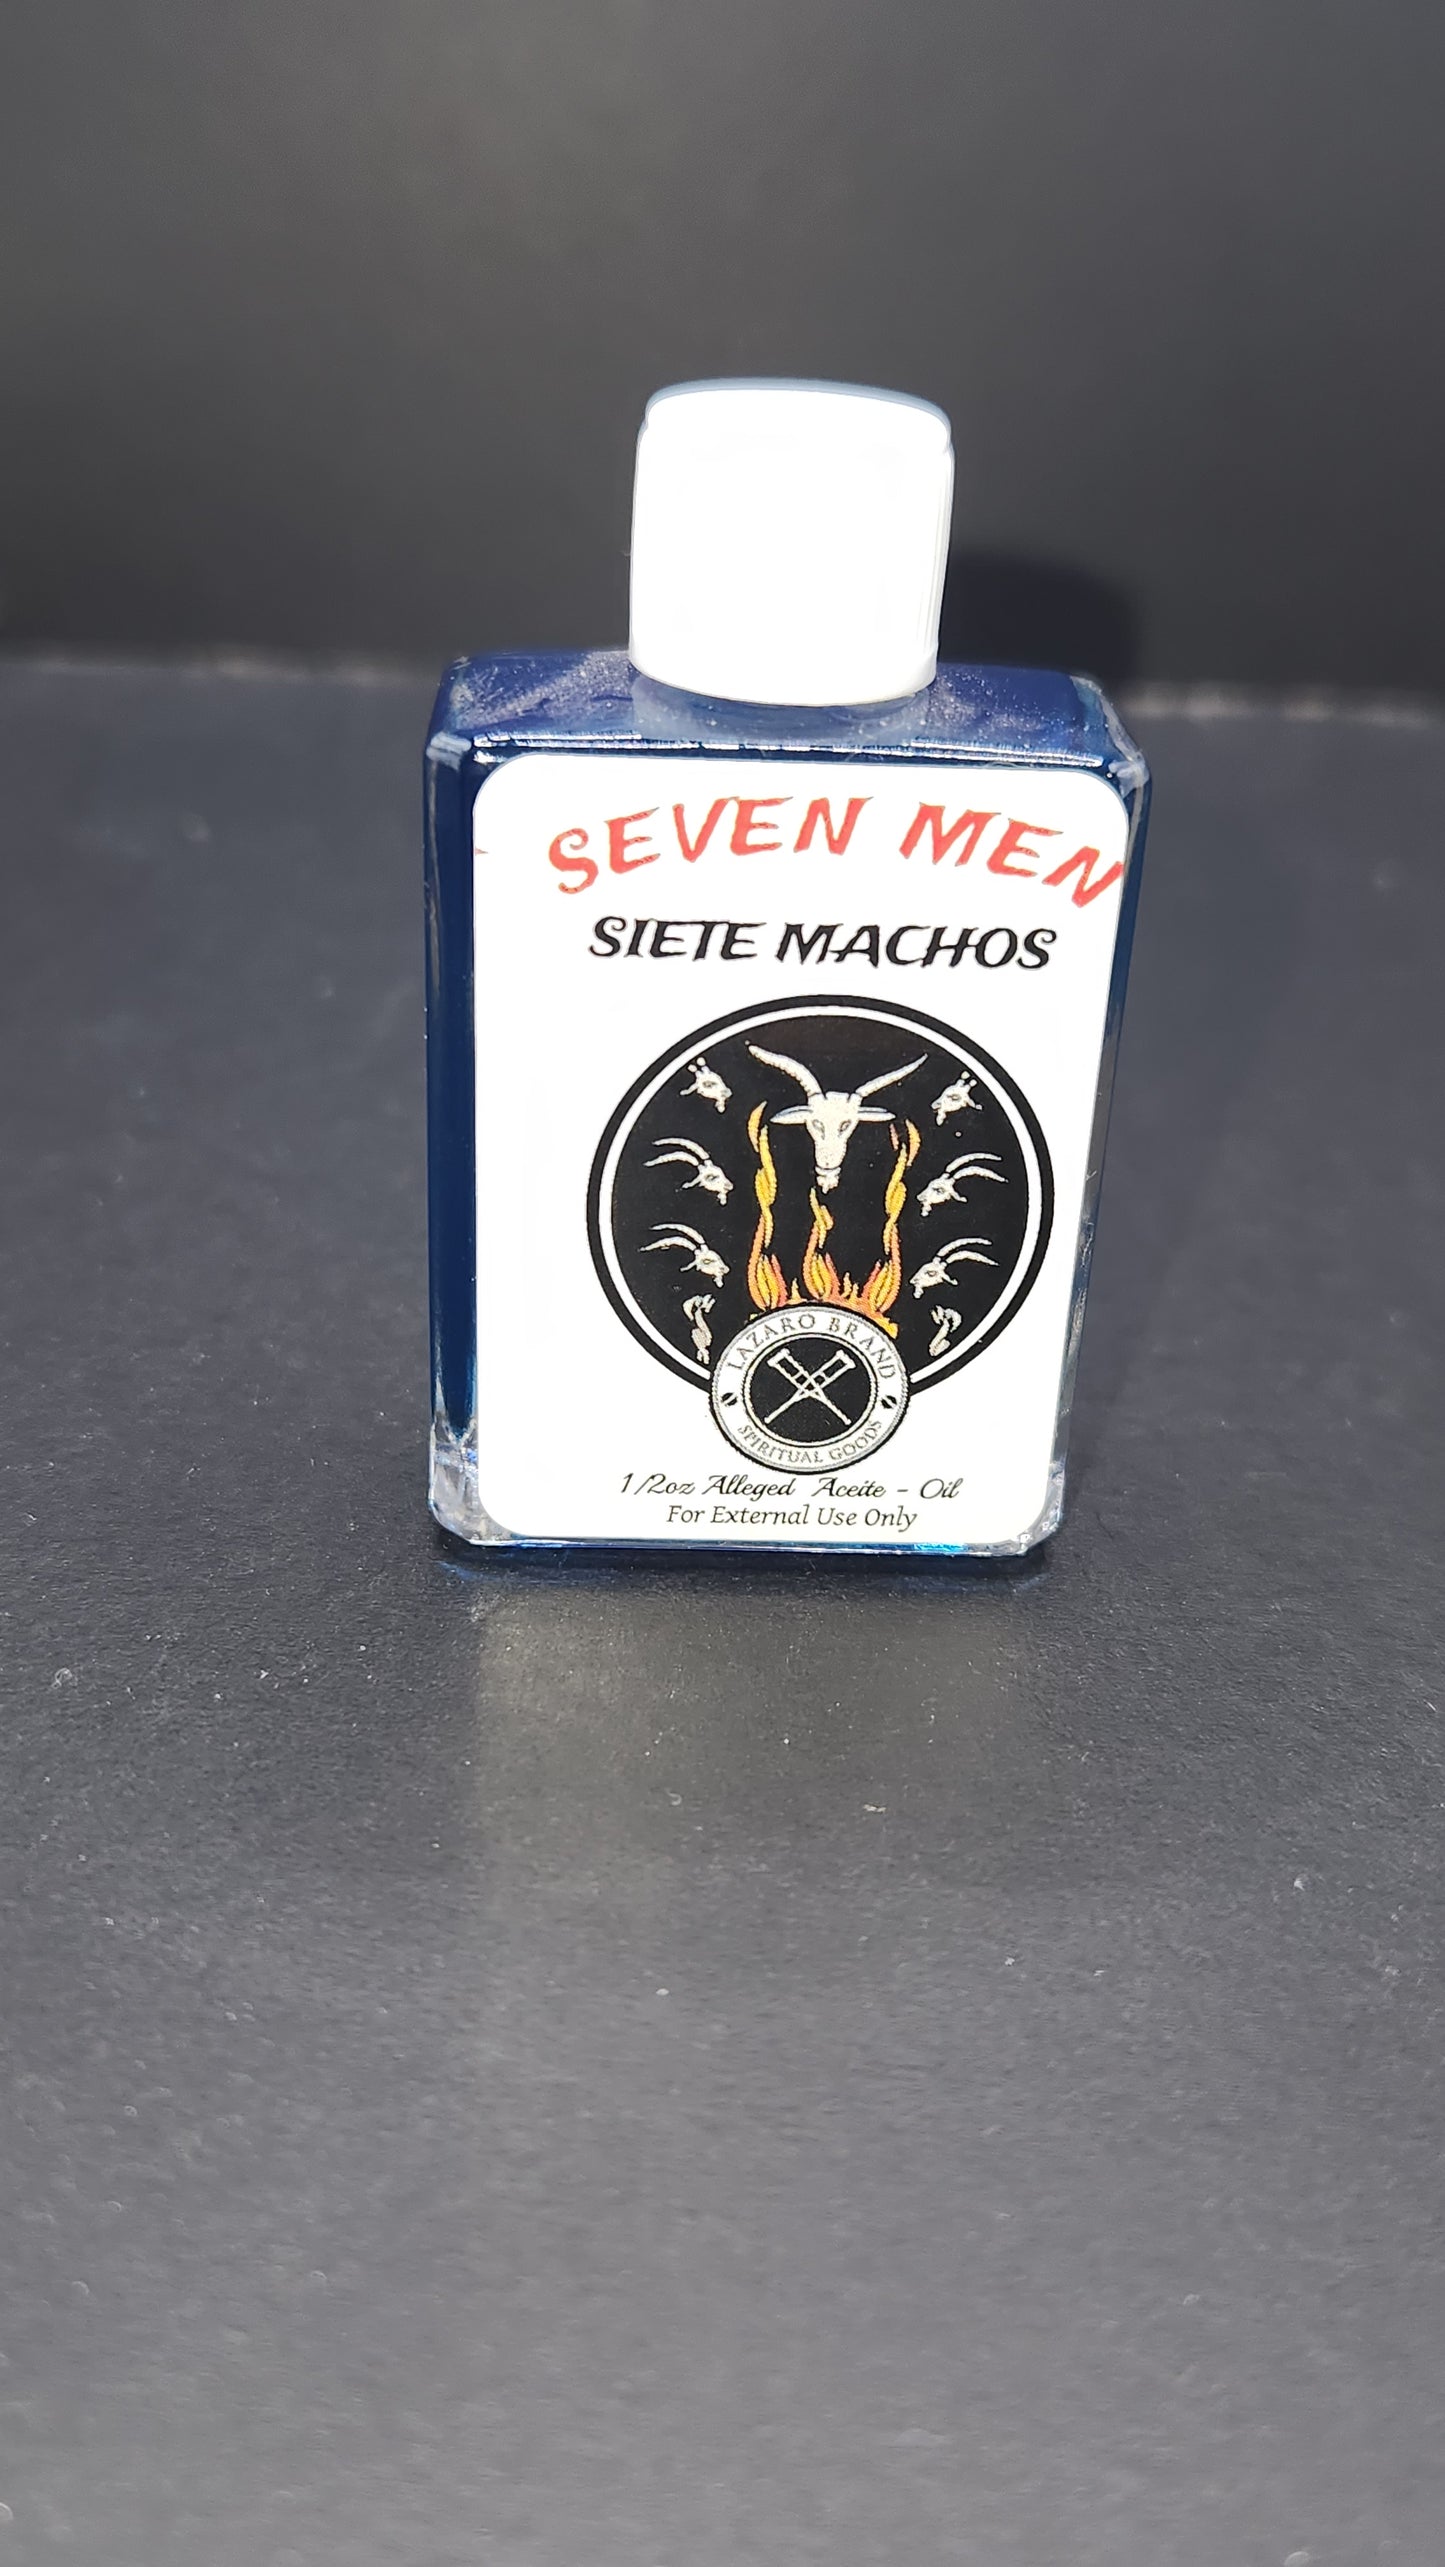 SEVEN MEN
SIETE MACHOS
LAZARO BRAND
SPIRITUAL GOODS
1/2oz Alleged Aceite - Oil
For External Use Only